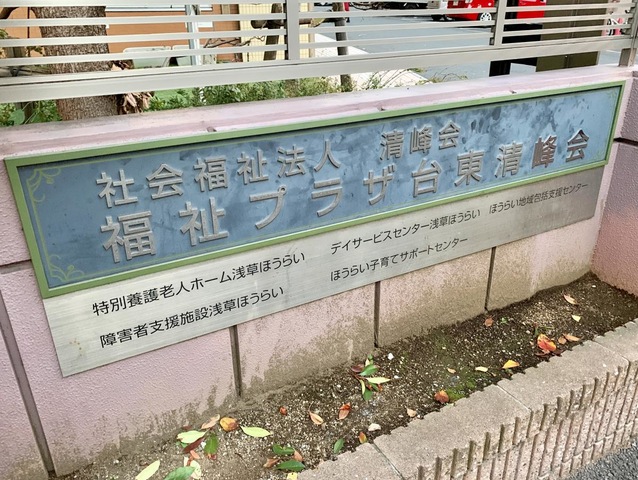 社会福祉法人 清峰会
福祉プラザ台東清峰会
特別養護老人ホーム浅草ほうらい デイサービスセンター浅草ほうらい ほうらい地域包括支援センター
障害者支援施設浅草ほうらい ほうらい子育てサポートセンター